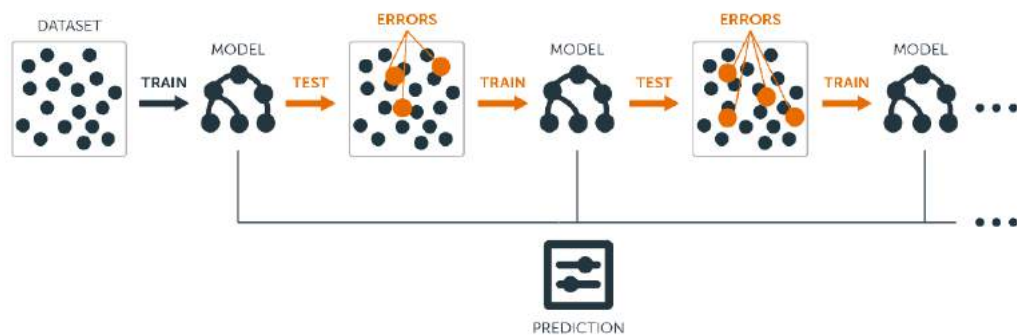 DATASET
ERRORS
ERRORS
MODEL
MODEL
MODEL
TRAIN
TEST
TRAIN
TEST
TRAIN
PREDICTION